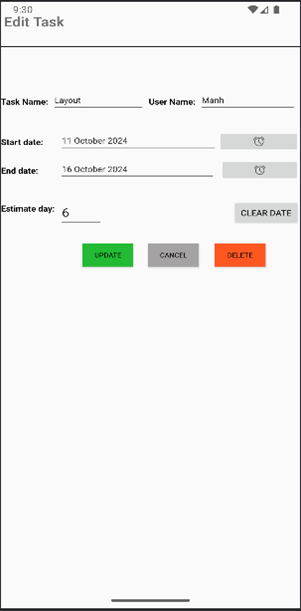 9:30
Edit Task
Task Name: Layout User Name: Manh
Start date: 11 October 2024
End date: 16 October 2024
Estimate day: 6 CLEAR DATE
UPDATE CANCEL DELETE